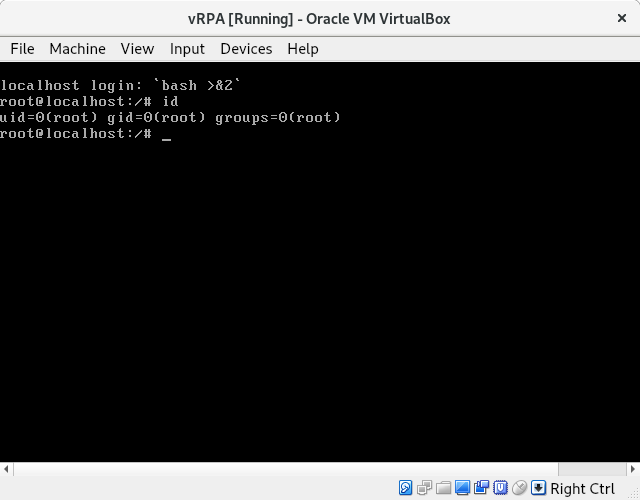 vRPA [Running] - Oracle VM VirtualBox
File Machine View Input Devices Help
localhost login: `bash >&2`
root@localhost:/# id
uid=0(root) gid=0(root) groups=0(root)
root@localhost:/# _
Right Ctrl